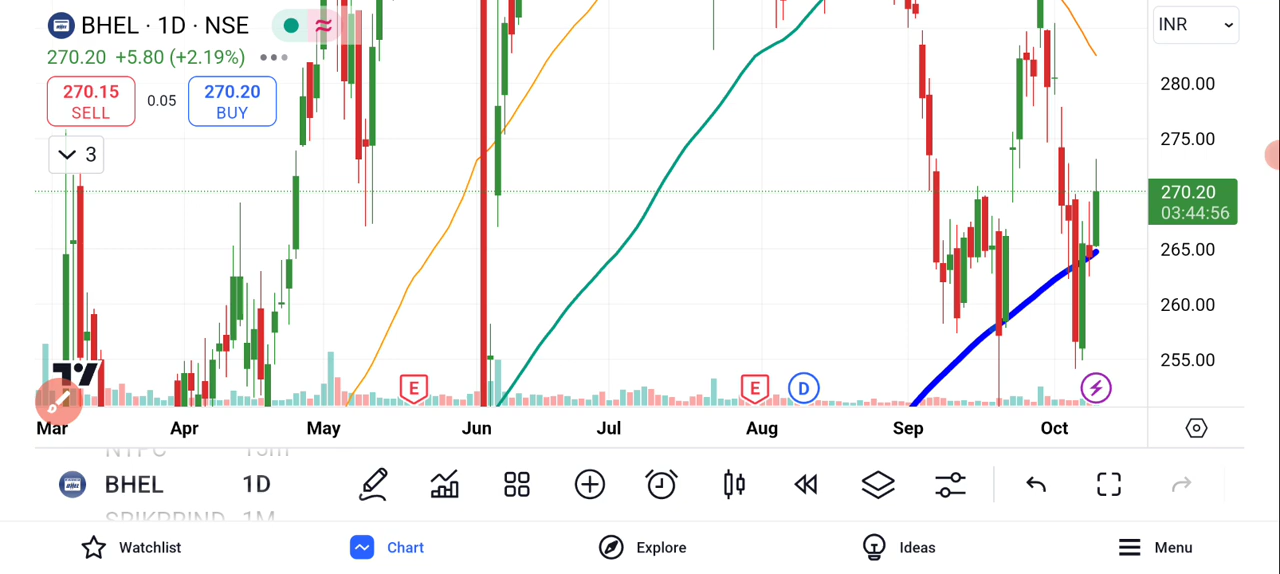 BHEL · 1D · NSE
INR
270.20 +5.80 (+2.19%)
270.15
SELL
0.05
270.20
BUY
3
280.00
275.00
270.20
03:44:56
265.00
260.00
255.00
E
E
D
Mar Apr May Jun Jul Aug Sep Oct
NTPC 15m
BHEL 1D
Watchlist
Chart
Explore
Ideas
Menu